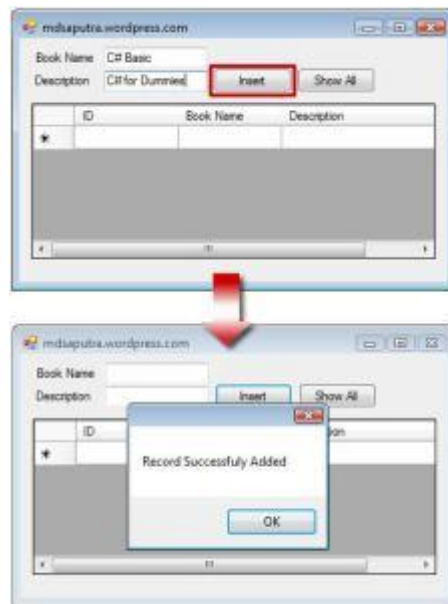 mdsaputra.wordpress.com
Book Name C# Basic
Description C# for Dummies Insert Show All
ID Book Name Description
mdsaputra.wordpress.com
Book Name
Description Insert Show All
ID ion
Record Successfuly Added
OK